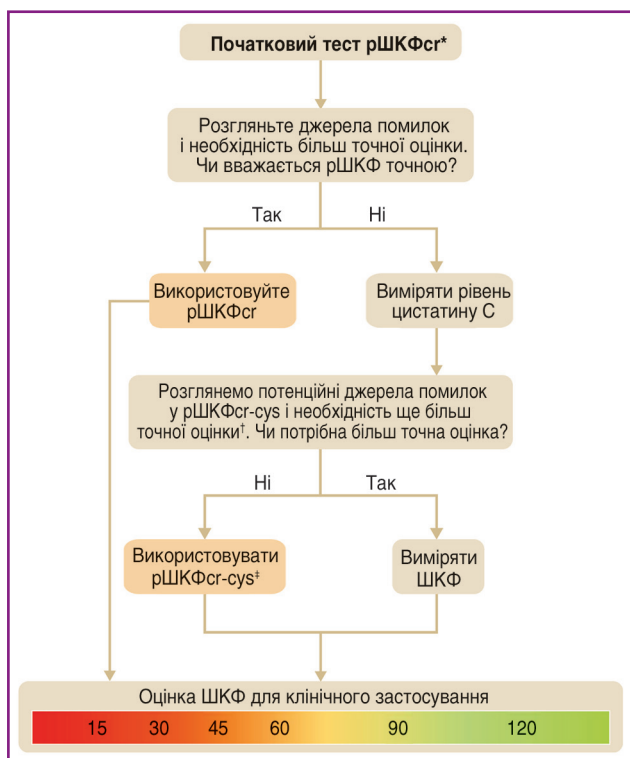 Початковий тест рШКФcr*
Розгляньте джерела помилок
і необхідність більш точної оцінки.
Чи вважається рШКФ точною?
Так
Ні
Використовуйте
рШКФcr
Виміряти рівень
цистатину С
Розглянемо потенційні джерела помилок
у рШКФcr-cys і необхідність ще більш
точної оцінки†. Чи потрібна більш точна оцінка?
Ні
Так
Використовувати
рШКФcr-cys‡
Виміряти
ШКФ
Оцінка ШКФ для клінічного застосування
15 30 45 60 90 120